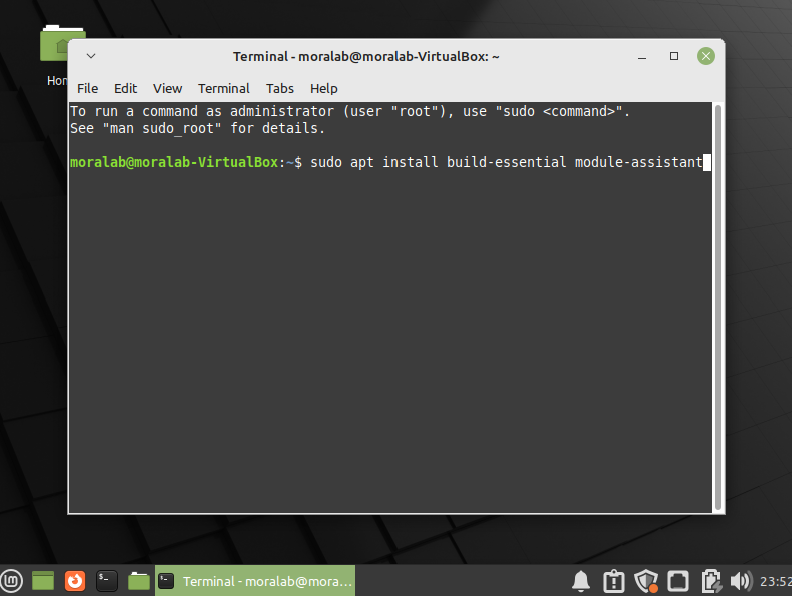 Hom
Terminal - moralab@moralab-VirtualBox: ~
File Edit View Terminal Tabs Help
To run a command as administrator (user "root"), use "sudo <command>".
See "man sudo_root" for details.
moralab@moralab-VirtualBox:~$ sudo apt install build-essential module-assistant
Terminal - moralab@mora...
23:52